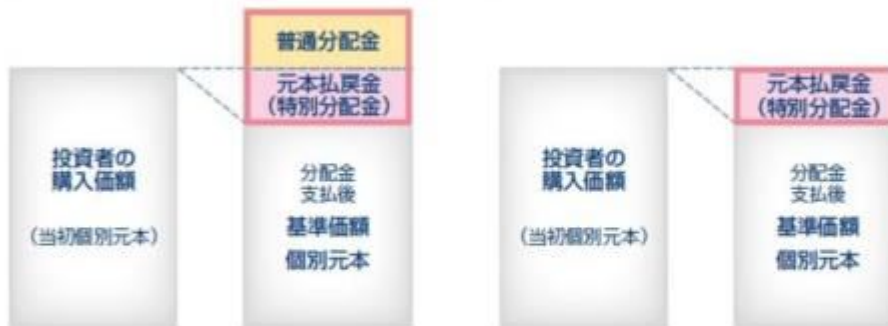 普通分配金
元本払戻金
(特別分配金)
投資者の
購入価額
(当初個別元本)
分配金
支払後
基準価額
個別元本
元本払戻金
(特別分配金)
投資者の
購入価額
(当初個別元本)
分配金
支払後
基準価額
個別元本